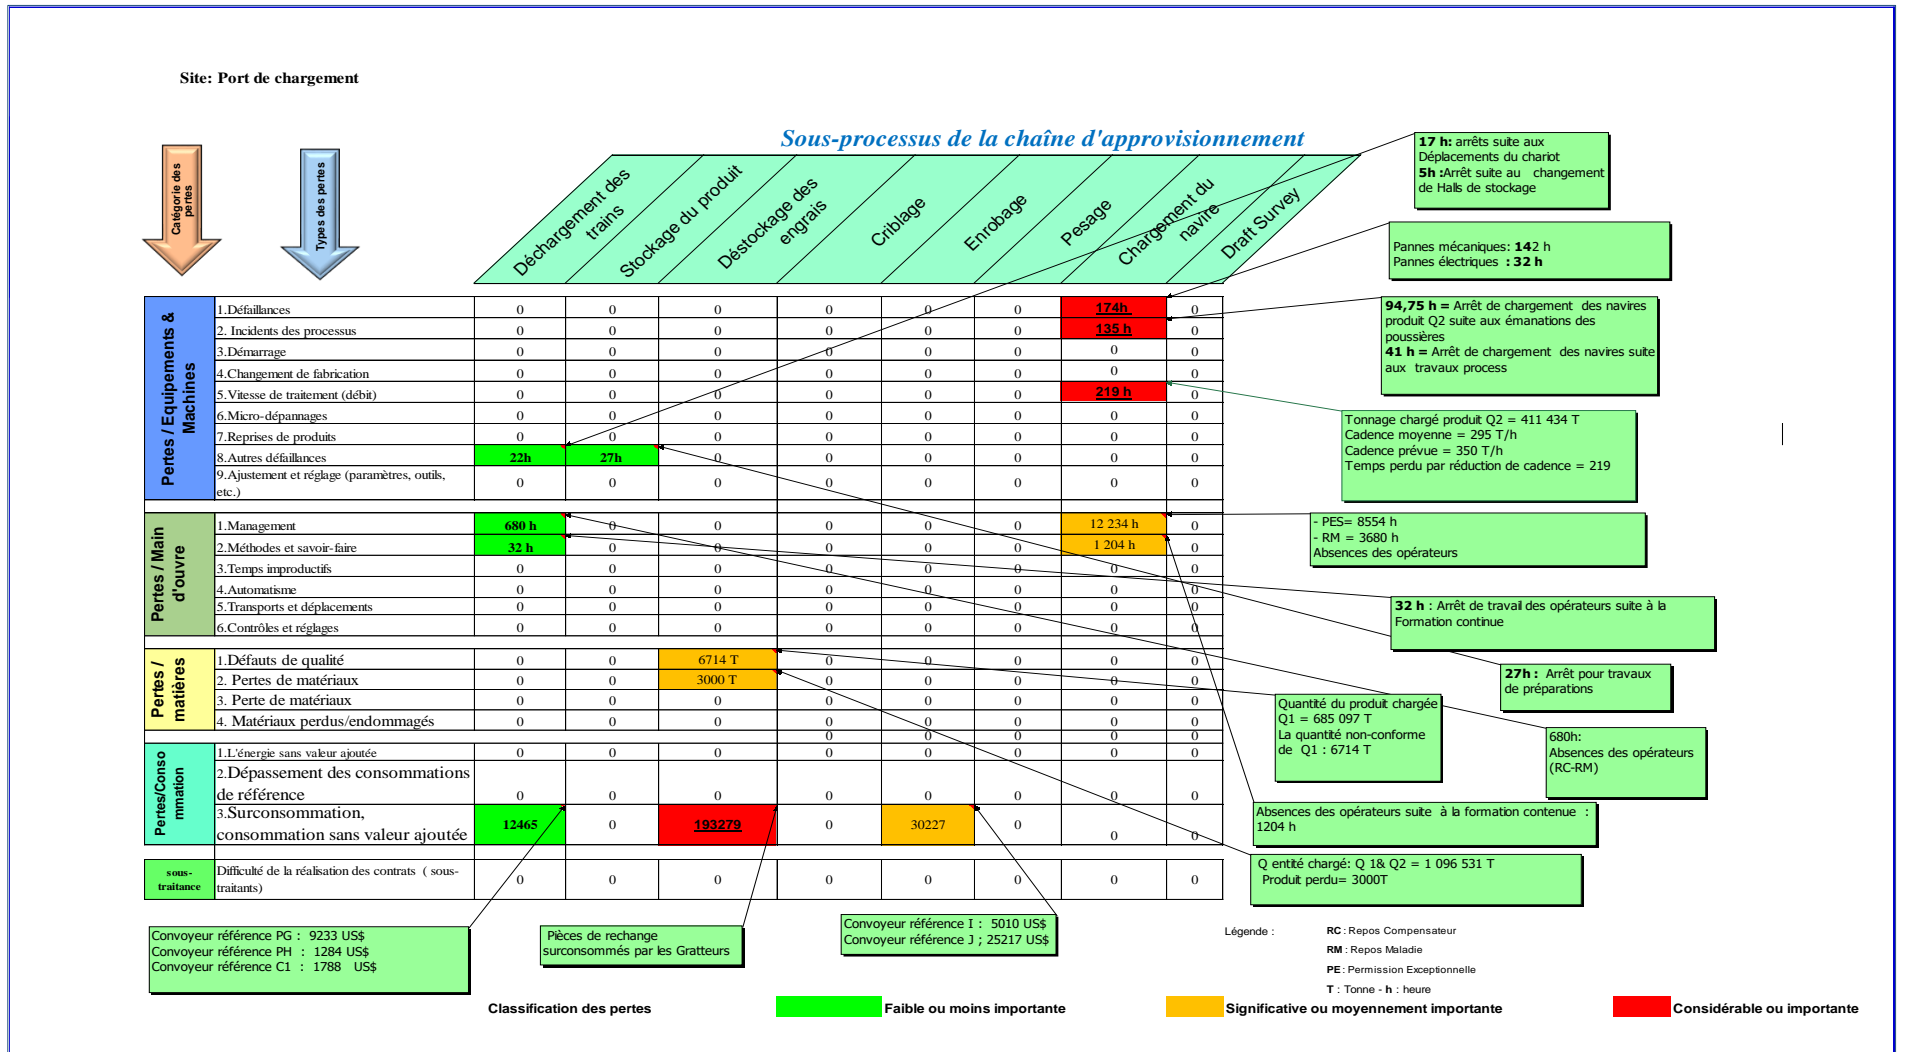 Site: Port de chargement
Sous-processus de la chaîne d'approvisionnement
Catégorie des
pertes
Types des pertes
Déchargement des
trains
Stockage du produit
Déstockage des
engrais
Criblage
Enrobage
Pesage
Chargement du
navire
Draft Survey
17 h: arrêts suite aux
Déplacements du chariot
5h :Arrêt suite au changement
de Halls de stockage
Pannes mécaniques: 142 h
Pannes électriques : 32 h
94,75 h = Arrêt de chargement des navires
produit Q2 suite aux émanations des
poussières
41 h = Arrêt de chargement des navires suite
aux travaux process
Tonnage chargé produit Q2 = 411 434 T
Cadence moyenne = 295 T/h
Cadence prévue = 350 T/h
Temps perdu par réduction de cadence = 219
Pertes / Equipements &
Machines
1.Défaillances 0 0 0 0 0 0 174h 0
2. Incidents des processus 0 0 0 0 0 0 135 h 0
3.Démarrage 0 0 0 0 0 0 0 0
4.Changement de fabrication 0 0 0 0 0 0 0 0
5.Vitesse de traitement (débit) 0 0 0 0 0 0 219 h 0
6.Micro-dépannages 0 0 0 0 0 0 0 0
7.Reprises de produits 0 0 0 0 0 0 0 0
8.Autres défaillances 22h 27h 0 0 0 0 0 0
9.Ajustement et réglage (paramètres, outils,
etc.) 0 0 0 0 0 0 0 0
Pertes / Main
d'ouvre
1.Management 680 h 0 0 0 0 0 12 234 h 0
2.Méthodes et savoir-faire 32 h 0 0 0 0 0 1 204 h 0
3.Temps improductifs 0 0 0 0 0 0 0 0
4.Automatisme 0 0 0 0 0 0 0 0
5.Transports et déplacements 0 0 0 0 0 0 0 0
6.Contrôles et réglages 0 0 0 0 0 0 0 0
- PES= 8554 h
- RM = 3680 h
Absences des opérateurs
32 h : Arrêt de travail des opérateurs suite à la
Formation continue
27h : Arrêt pour travaux
de préparations
Pertes /
matières
1.Défauts de qualité 0 0 6714 T 0 0 0 0 0
2. Pertes de matériaux 0 0 3000 T 0 0 0 0 0
3. Perte de matériaux 0 0 0 0 0 0 0 0
4. Matériaux perdus/endommagés 0 0 0 0 0 0 0 0
0 0 0 0 0
Quantité du produit chargée
Q1 = 685 097 T
La quantité non-conforme
de Q1 : 6714 T
680h:
Absences des opérateurs
(RC-RM)
Pertes/Conso
mmation
1.L'énergie sans valeur ajoutée 0 0 0 0 0 0 0 0
2.Dépassement des consommations
de référence 0 0 0 0 0 0 0 0
3.Surconsommation,
consommation sans valeur ajoutée 12465 0 193279 0 30227 0 0 0
Absences des opérateurs suite à la formation contenue :
1204 h
sous-
traitance
Difficulté de la réalisation des contrats ( sous-
traitants) 0 0 0 0 0 0 0 0
Q entité chargé: Q 1& Q2 = 1 096 531 T
Produit perdu= 3000T
Convoyeur référence PG : 9233 US$
Convoyeur référence PH : 1284 US$
Convoyeur référence C1 : 1788 US$
Pièces de rechange
surconsommés par les Gratteurs
Convoyeur référence I : 5010 US$
Convoyeur référence J ; 25217 US$
Légende :
RC : Repos Compensateur
RM : Repos Maladie
PE : Permission Exceptionnelle
T : Tonne - h : heure
Classification des pertes
Faible ou moins importante
Significative ou moyennement importante
Considérable ou importante